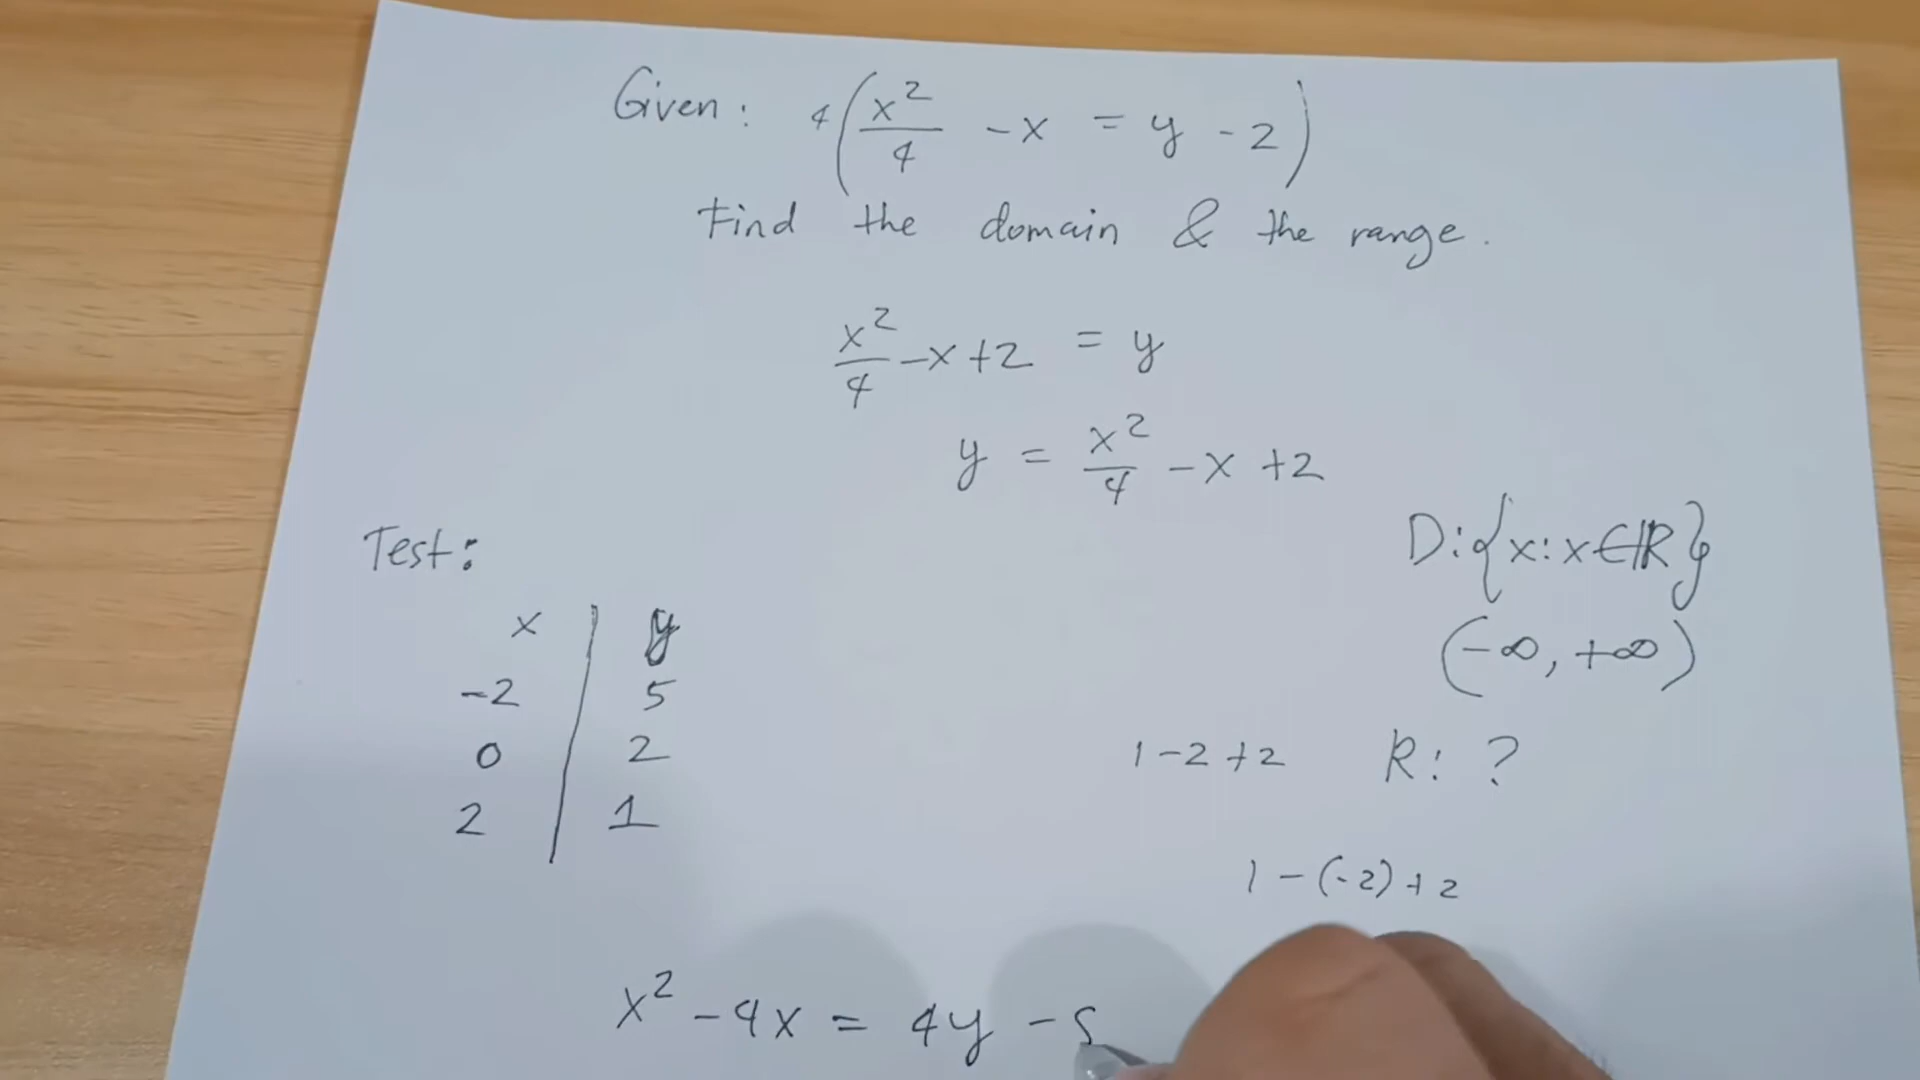 Given: 4(x²/4 - x = y - 2)
Find the domain & the range.
x²/4 - x + 2 = y
y = x²/4 - x + 2
Test:
D: {x: x ∈ ℝ}
(-∞, +∞)
x | y
-2 | 5
0 | 2
2 | 1
1 - 2 + 2
R: ?
1 - (-2) + 2
x² - 4x = 4y -